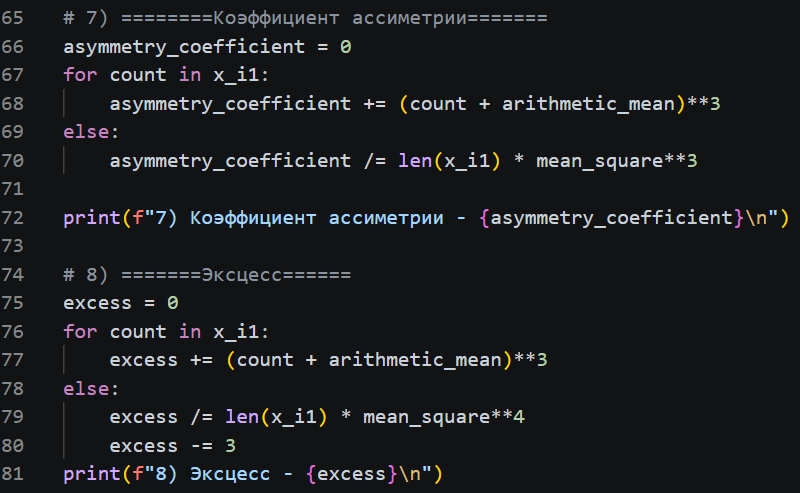 65 # 7) ========Коэффициент ассиметрии=======
66 asymmetry_coefficient = 0
67 for count in x_i1:
68     asymmetry_coefficient += (count + arithmetic_mean)**3
69 else:
70     asymmetry_coefficient /= len(x_i1) * mean_square**3
71
72 print(f"7) Коэффициент ассиметрии - {asymmetry_coefficient}\n")
73
74 # 8) =======Эксцесс======
75 excess = 0
76 for count in x_i1:
77     excess += (count + arithmetic_mean)**3
78 else:
79     excess /= len(x_i1) * mean_square**4
80     excess -= 3
81 print(f"8) Эксцесс - {excess}\n")